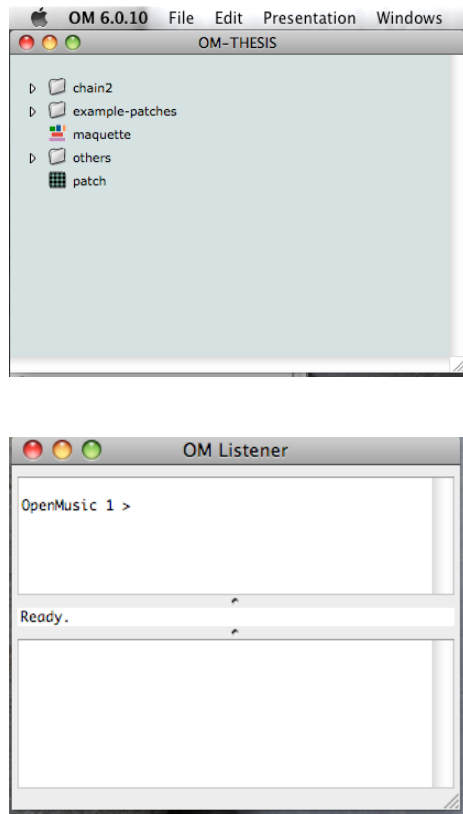 OM 6.0.10 File Edit Presentation Windows
OM-THESIS
chain2
example-patches
maquette
others
patch
OM Listener
OpenMusic 1 >
Ready.